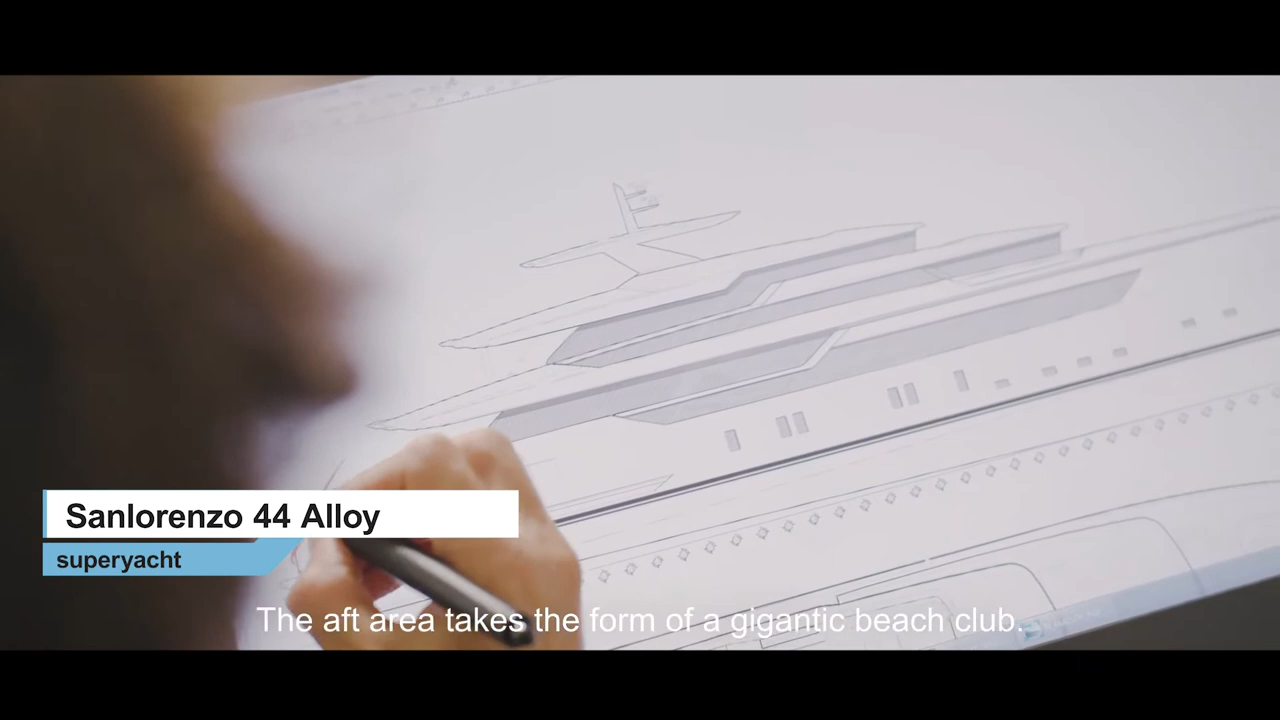 Sanlorenzo 44 Alloy
superyacht
The aft area takes the form of a gigantic beach club.